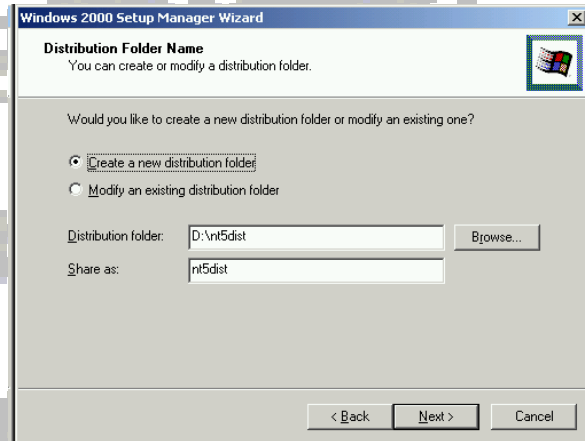 Windows 2000 Setup Manager Wizard
Distribution Folder Name
You can create or modify a distribution folder.
Would you like to create a new distribution folder or modify an existing one?
Create a new distribution folder
Modify an existing distribution folder
Distribution folder: D:\nt5dist Browse...
Share as: nt5dist
< Back Next > Cancel